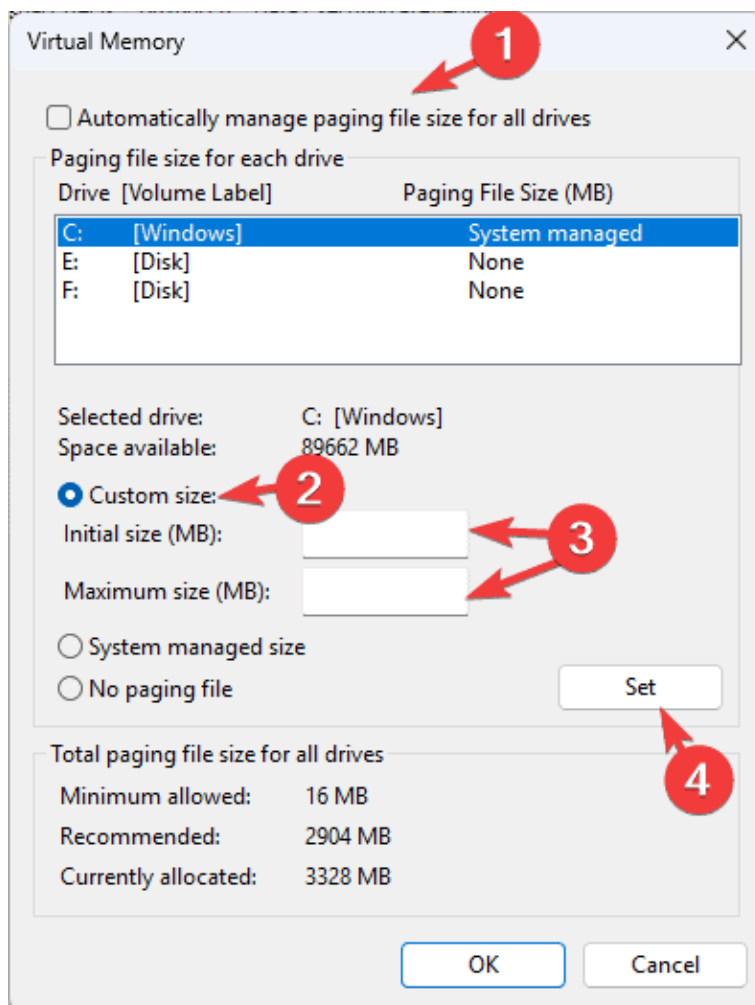 Virtual Memory
1
Automatically manage paging file size for all drives
Paging file size for each drive
Drive [Volume Label] Paging File Size (MB)
C: [Windows] System managed
E: [Disk] None
F: [Disk] None
Selected drive: C: [Windows]
Space available: 89662 MB
Custom size: 2
Initial size (MB):
3
Maximum size (MB):
System managed size
No paging file Set
4
Total paging file size for all drives
Minimum allowed: 16 MB
Recommended: 2904 MB
Currently allocated: 3328 MB
OK Cancel